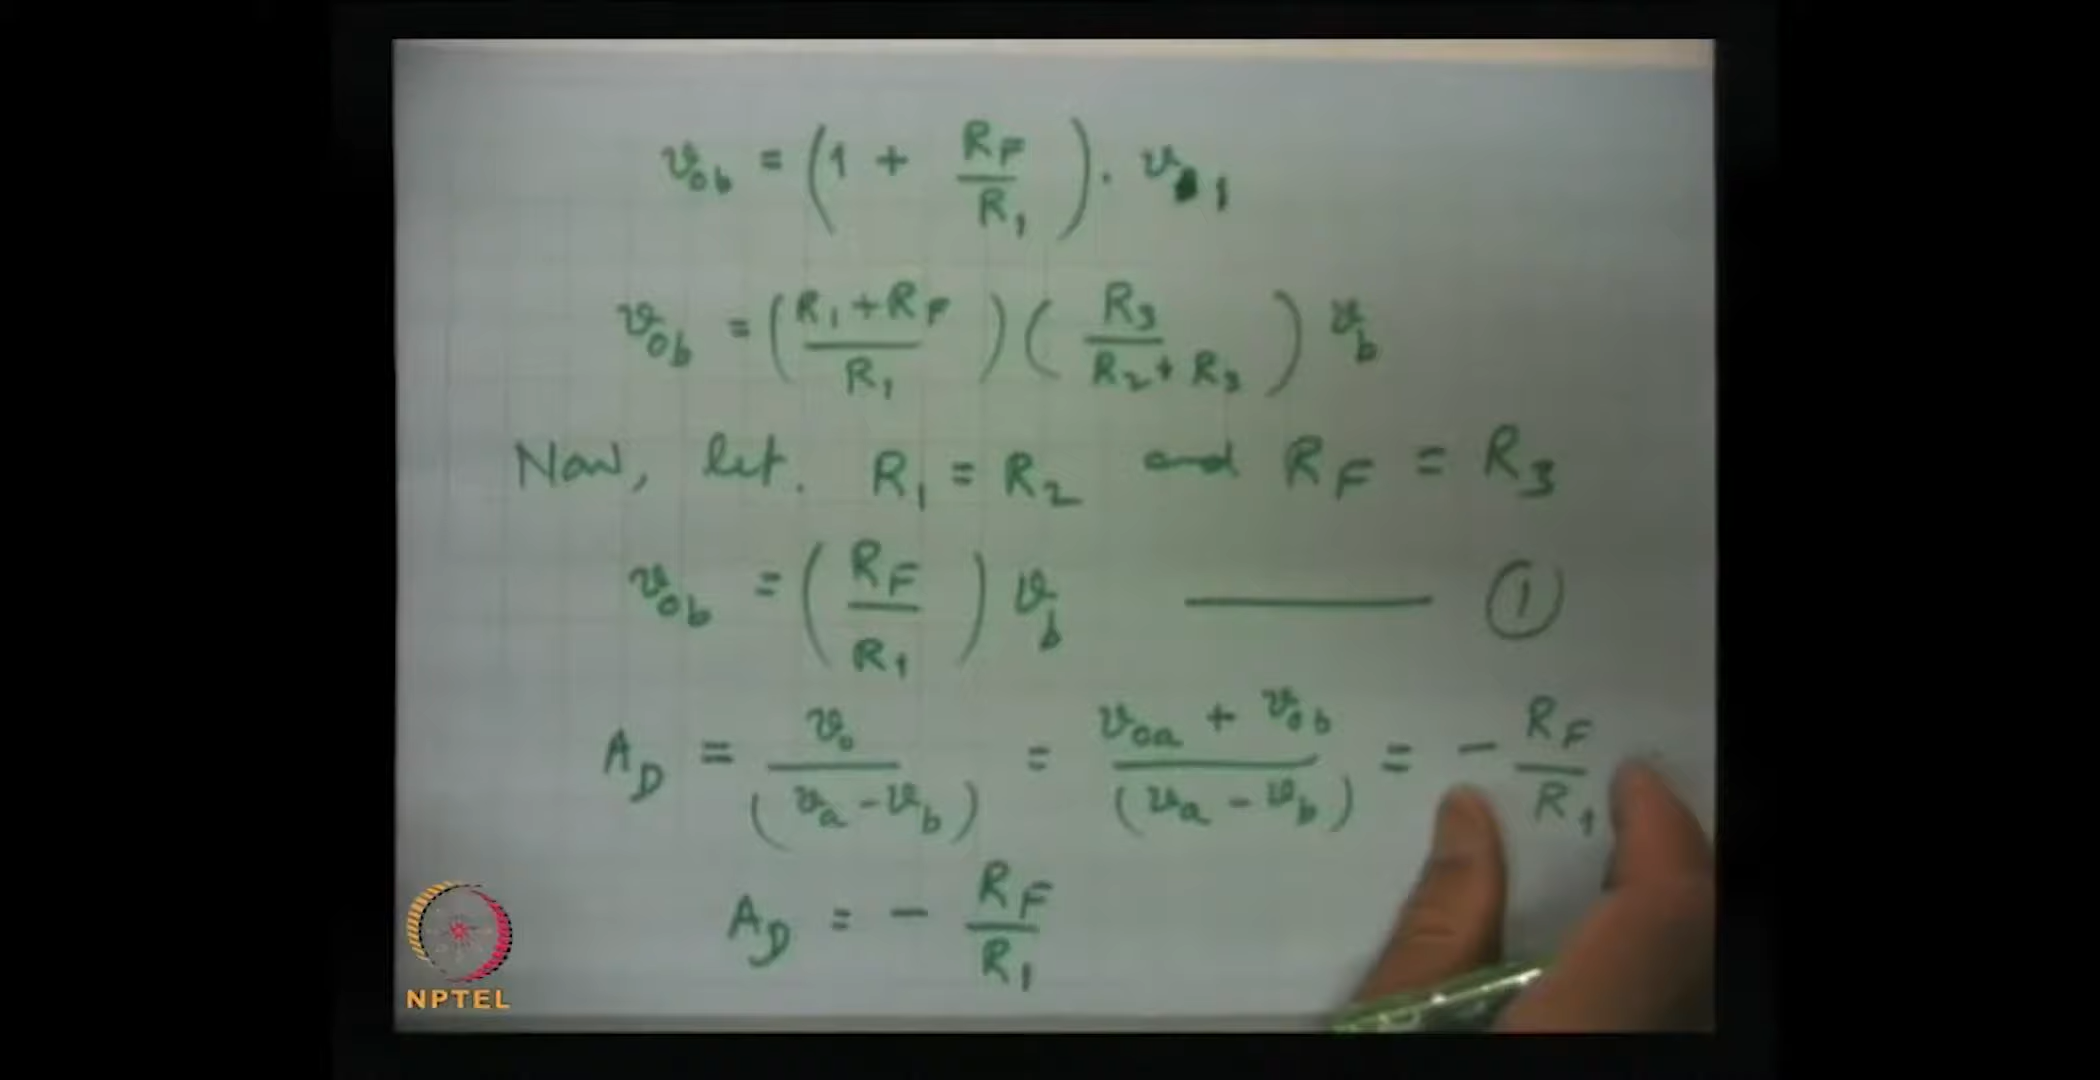 v_ob = (1 + R_F / R_1) . v_1
v_ob = ((R_1 + R_F) / R_1) (R_3 / (R_2 + R_3)) v_b
Now, let. R_1 = R_2 and R_F = R_3
v_ob = (R_F / R_1) v_b ——— ①
A_D = v_o / (v_a - v_b) = (v_oa + v_ob) / (v_a - v_b) = - R_F / R_1
A_D = - R_F / R_1
NPTEL